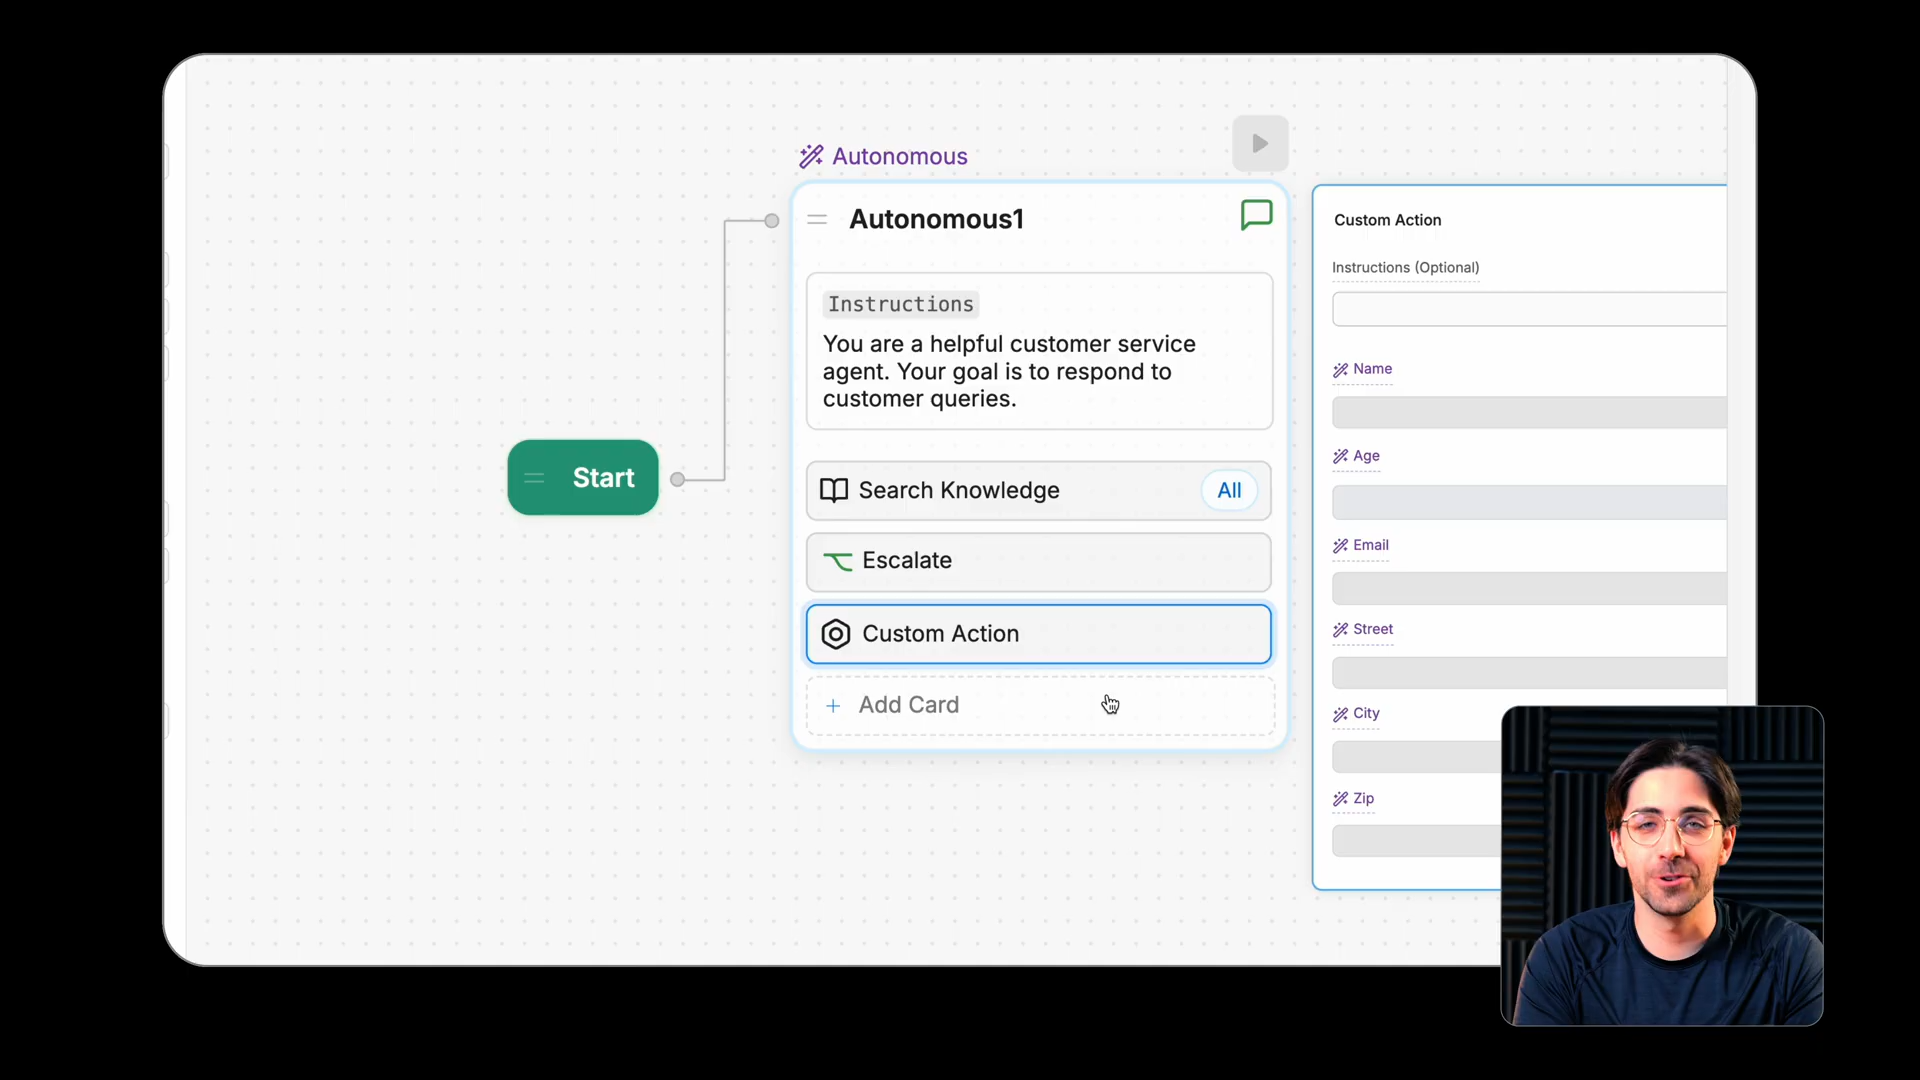 Autonomous
Autonomous1
Instructions
You are a helpful customer service
agent. Your goal is to respond to
customer queries.
Search Knowledge
All
Escalate
Custom Action
+ Add Card
Start
Custom Action
Instructions (Optional)
Name
Age
Email
Street
City
Zip